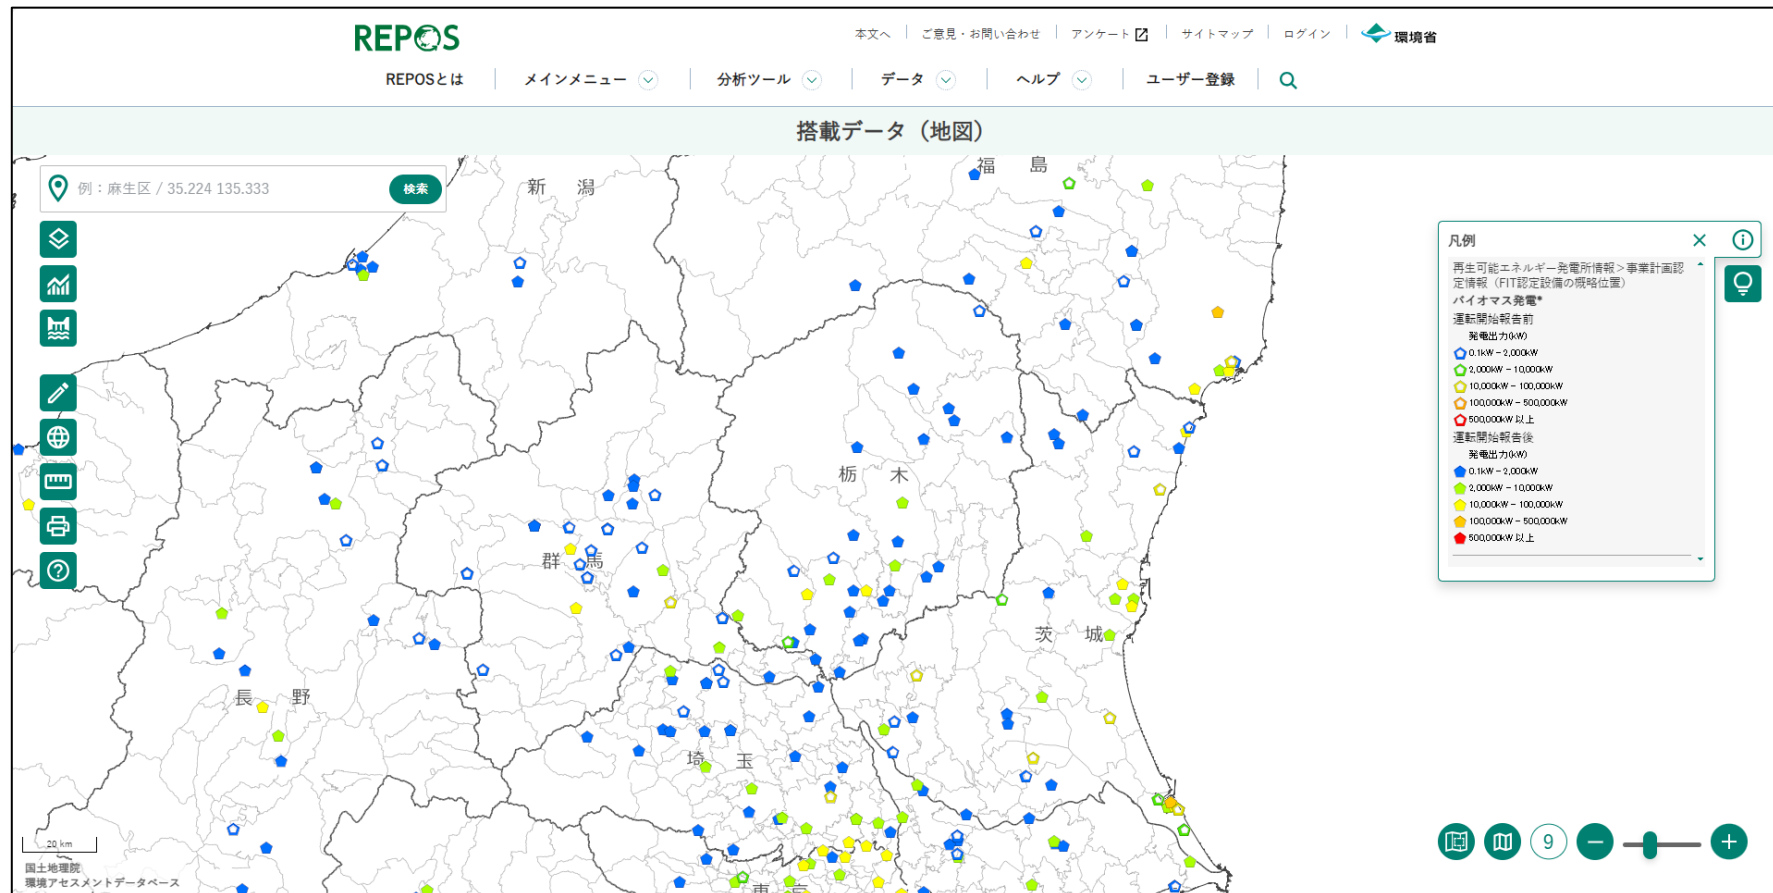 REPOS
本文へ
ご意見・お問い合わせ
アンケート
サイトマップ
ログイン
環境省
REPOSとは
メインメニュー
分析ツール
データ
ヘルプ
ユーザー登録
搭載データ（地図）
例：麻生区 / 35.224 135.333
検索
新 潟
福 島
栃 木
群 馬
茨 城
長 野
埼 玉
東 京
凡例
再生可能エネルギー発電所情報＞事業計画認
定情報（FIT認定設備の概略位置）
バイオマス発電*
運転開始報告前
発電出力(kW)
0.1kW – 2,000kW
2,000kW – 10,000kW
10,000kW – 100,000kW
100,000kW – 500,000kW
500,000kW 以上
運転開始報告後
発電出力(kW)
0.1kW – 2,000kW
2,000kW – 10,000kW
10,000kW – 100,000kW
100,000kW – 500,000kW
500,000kW 以上
20 km
国土地理院
環境アセスメントデータベース
9